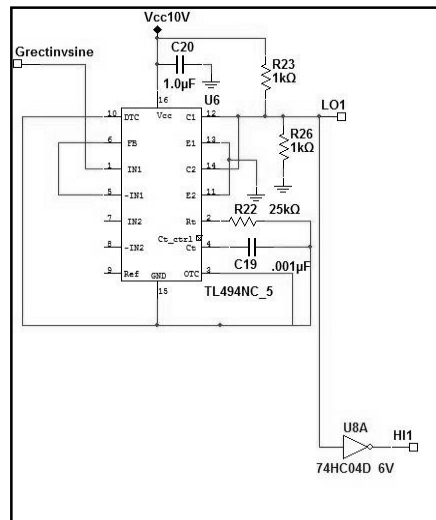 Vcc10V
Grectinvsine
C20
1.0µF
R23
1kΩ
16
U6
10 DTC Vcc C1 12
LO1
6 FB E1 13
R26
1kΩ
1 IN1 C2 14
5 -IN1 E2 11
7 IN2 Rt 2
R22 25kΩ
Ct_ctrl
8 -IN2 Ct 4
C19 .001µF
9 Ref GND OTC 3
15
TL494NC_5
U8A
HI1
74HC04D 6V